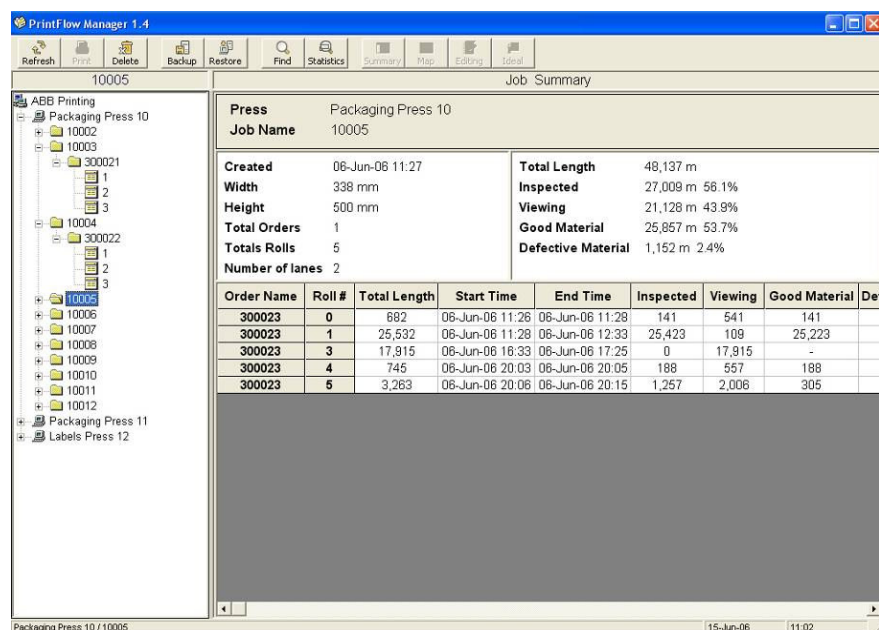 PrintFlow Manager 1.4
Refresh Print Delete Backup Restore Find Statistics Summary Map Editing Ideal
10005 Job Summary
ABB Printing
Packaging Press 10
10002
10003
300021
1
2
3
10004
300022
1
2
3
10005
10006
10007
10008
10009
10010
10011
10012
Packaging Press 11
Labels Press 12
Press Packaging Press 10
Job Name 10005
Created 06-Jun-06 11:27
Width 338 mm
Height 500 mm
Total Orders 1
Totals Rolls 5
Number of lanes 2
Total Length 48,137 m
Inspected 27,009 m 56.1%
Viewing 21,128 m 43.9%
Good Material 25,857 m 53.7%
Defective Material 1,152 m 2.4%
Order Name Roll # Total Length Start Time End Time Inspected Viewing Good Material De
300023 0 682 06-Jun-06 11:26 06-Jun-06 11:28 141 541 141
300023 1 25,532 06-Jun-06 11:28 06-Jun-06 12:33 25,423 109 25,223
300023 3 17,915 06-Jun-06 16:33 06-Jun-06 17:25 0 17,915 -
300023 4 745 06-Jun-06 20:03 06-Jun-06 20:05 188 557 188
300023 5 3,263 06-Jun-06 20:06 06-Jun-06 20:15 1,257 2,006 305
Packaging Press 10 / 10005 15-Jun-06 11:02